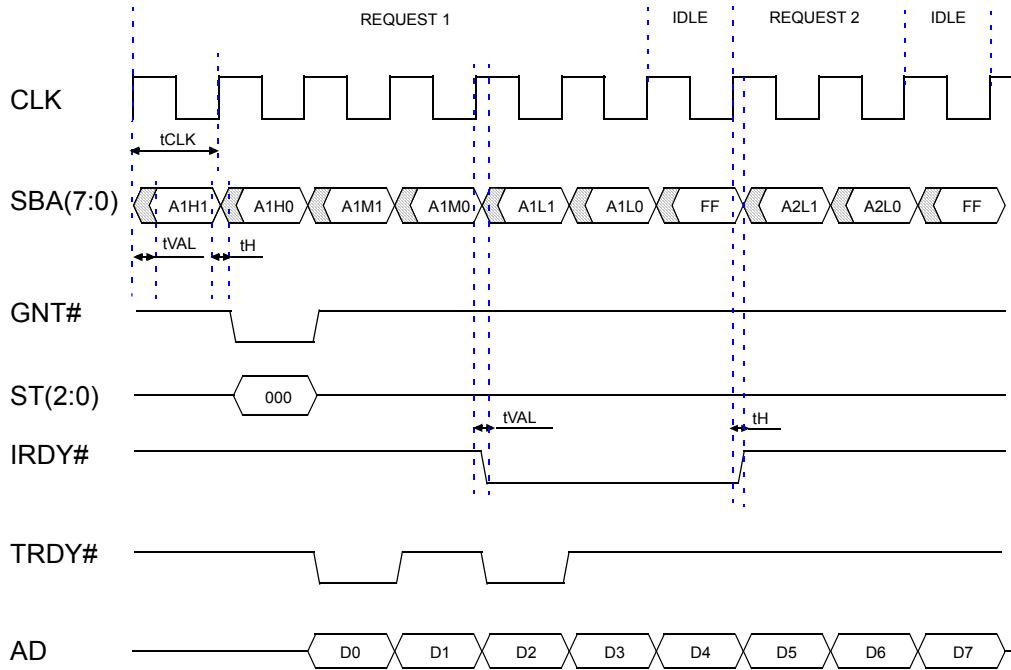 REQUEST 1 IDLE REQUEST 2 IDLE
CLK
tCLK
SBA(7:0) A1H1 A1H0 A1M1 A1M0 A1L1 A1L0 FF A2L1 A2L0 FF
tVAL tH
GNT#
ST(2:0) 000
tVAL tH
IRDY#
TRDY#
AD D0 D1 D2 D3 D4 D5 D6 D7